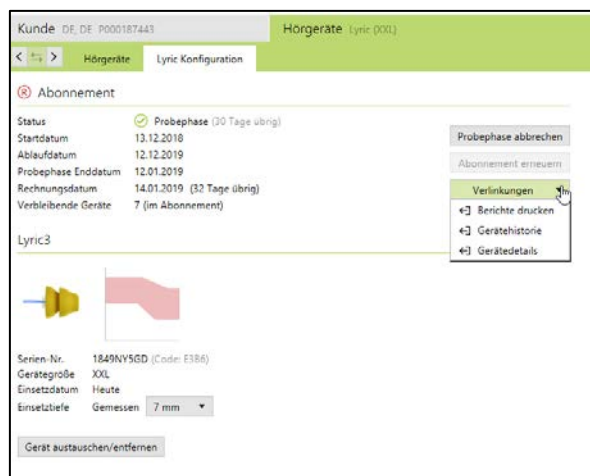 Kunde DE, DE P000187443
Hörgeräte Lyric (XXL)
Hörgeräte
Lyric Konfiguration
R Abonnement
Status Probephase (30 Tage übrig)
Startdatum 13.12.2018
Ablaufdatum 12.12.2019
Probephase Enddatum 12.01.2019
Rechnungsdatum 14.01.2019 (32 Tage übrig)
Verbleibende Geräte 7 (im Abonnement)
Probephase abbrechen
Abonnement erneuern
Verlinkungen
Berichte drucken
Gerätehistorie
Gerätedetails
Lyric3
Serien-Nr. 1849NY5GD (Code: E3B6)
Gerätegröße XXL
Einsetzdatum Heute
Einsetztiefe Gemessen 7 mm
Gerät austauschen/entfernen